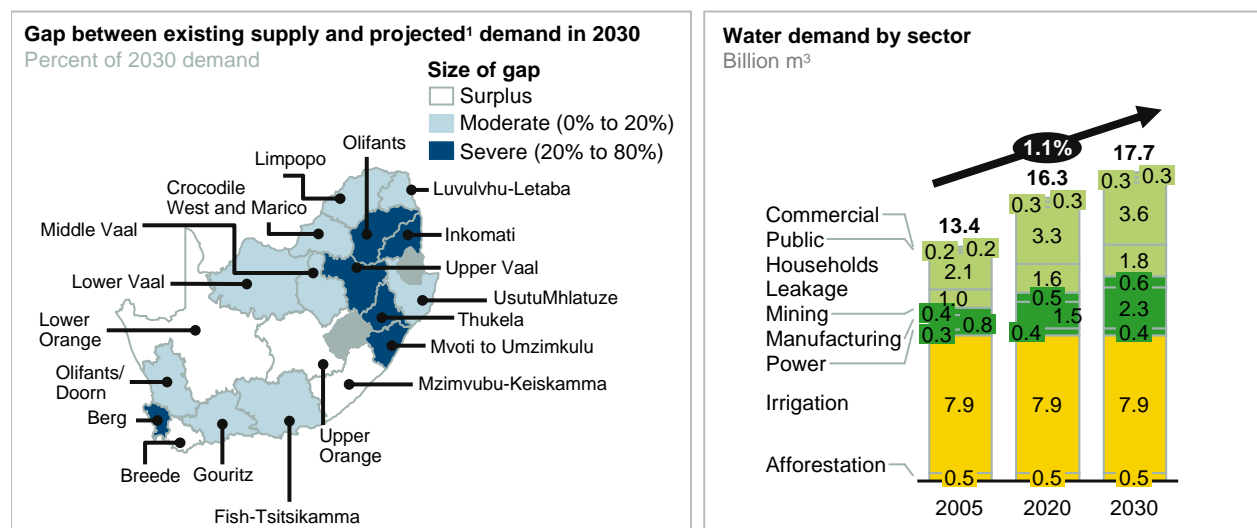 Gap between existing supply and projected¹ demand in 2030
Percent of 2030 demand
Size of gap
Surplus
Moderate (0% to 20%)
Severe (20% to 80%)
Olifants
Limpopo
Luvulvhu-Letaba
Crocodile
West and Marico
Middle Vaal
Inkomati
Upper Vaal
Lower Vaal
UsutuMhlatuze
Thukela
Lower
Orange
Mvoti to Umzimkulu
Olifants/
Doorn
Mzimvubu-Keiskamma
Berg
Upper
Orange
Breede
Gouritz
Fish-Tsitsikamma
Water demand by sector
Billion m³
1.1%
13.4
16.3
17.7
Commercial
Public
Households
Leakage
Mining
Manufacturing
Power
Irrigation
Afforestation
0.2
0.2
2.1
1.0
0.4
0.8
0.3
7.9
0.5
0.3
0.3
3.3
1.6
0.5
1.5
0.4
7.9
0.5
0.3
0.3
3.6
1.8
0.6
2.3
0.4
7.9
0.5
2005
2020
2030